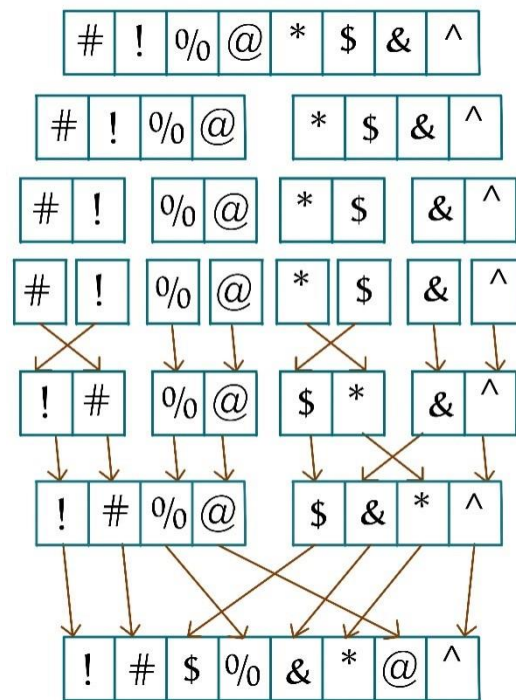 # ! % @ * $ & ^
# ! % @ * $ & ^
# ! % @ * $ & ^
# ! % @ * $ & ^
! # % @ $ * & ^
! # % @ $ & * ^
! # $ % & * @ ^